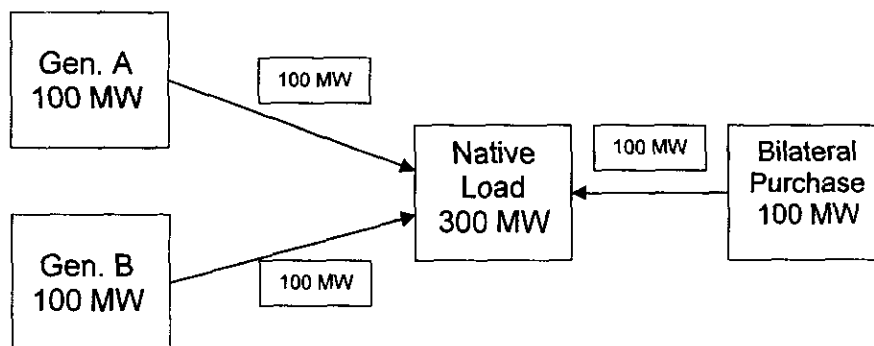 Gen. A
100 MW
100 MW
Native
Load
300 MW
100 MW
Bilateral
Purchase
100 MW
Gen. B
100 MW
100 MW